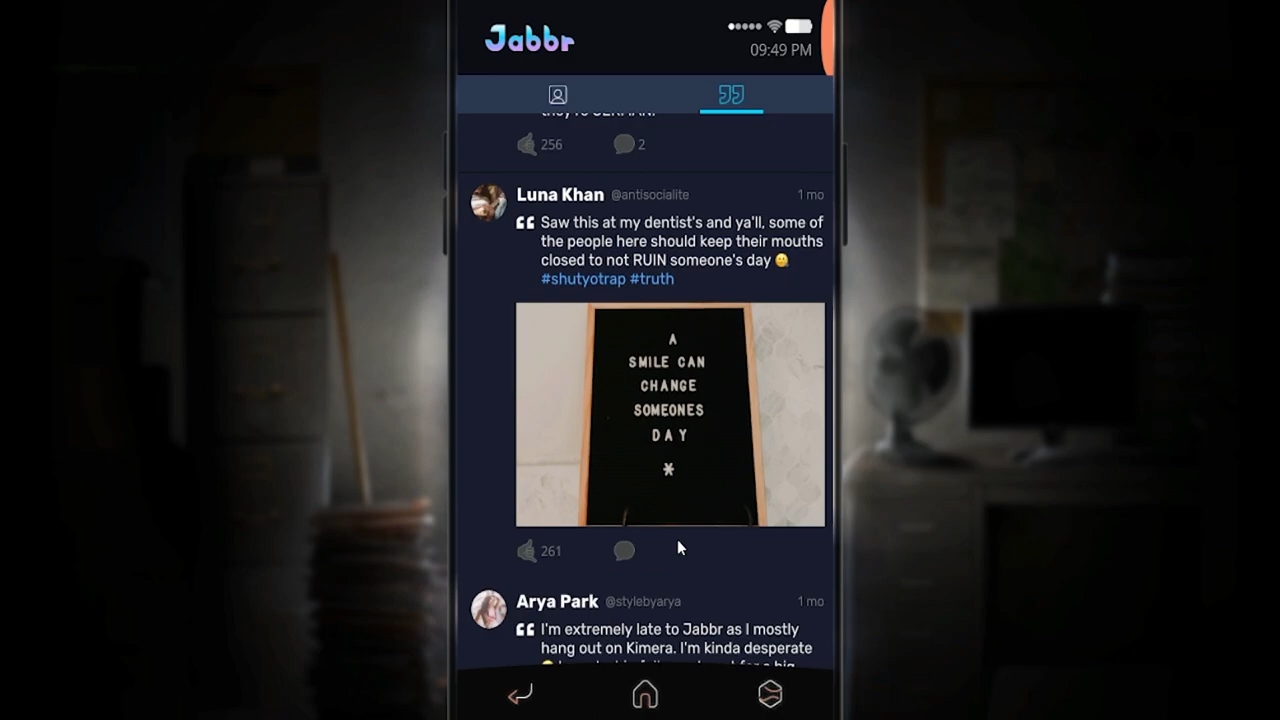 Jabbr
09:49 PM
they're GERMAN!
256
2
Luna Khan @antisocialite 1 mo
Saw this at my dentist's and ya'll, some of
the people here should keep their mouths
closed to not RUIN someone's day 🤐
#shutyotrap #truth
A
SMILE CAN
CHANGE
SOMEONES
DAY
*
261
Arya Park @stylebyarya 1 mo
I'm extremely late to Jabbr as I mostly
hang out on Kimera. I'm kinda desperate